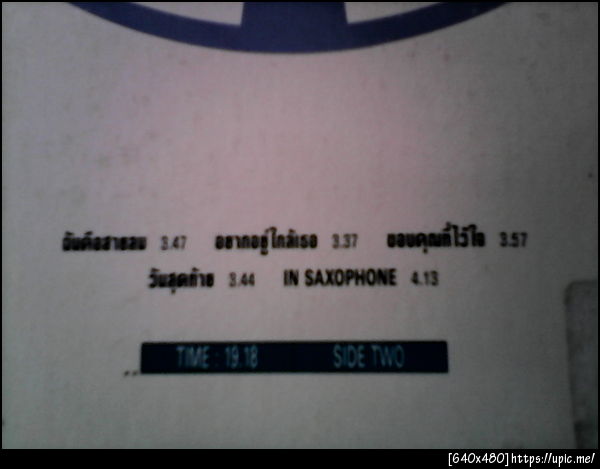 ฉันคือสายลม 3.47 อยากอยู่ใกล้เธอ 3.37 ขอบคุณที่ไว้ใจ 3.57
วันสุดท้าย 3.44 IN SAXOPHONE 4.13
TIME : 19.18 SIDE TWO
[640x480]https://upic.me/